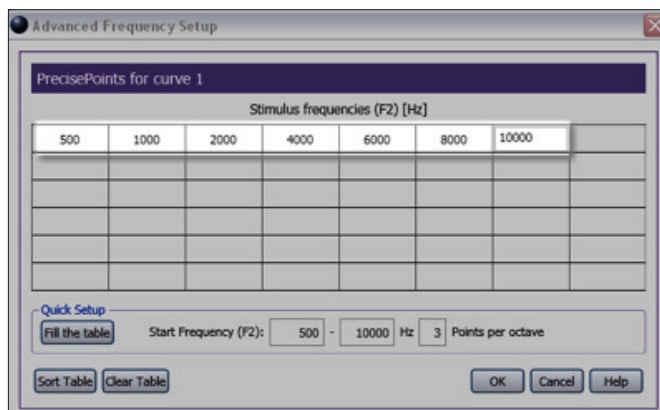 Advanced Frequency Setup
PrecisePoints for curve 1
Stimulus frequencies (F2) [Hz]
500 1000 2000 4000 6000 8000 10000
Quick Setup
Fill the table Start Frequency (F2): 500 - 10000 Hz 3 Points per octave
Sort Table Clear Table OK Cancel Help